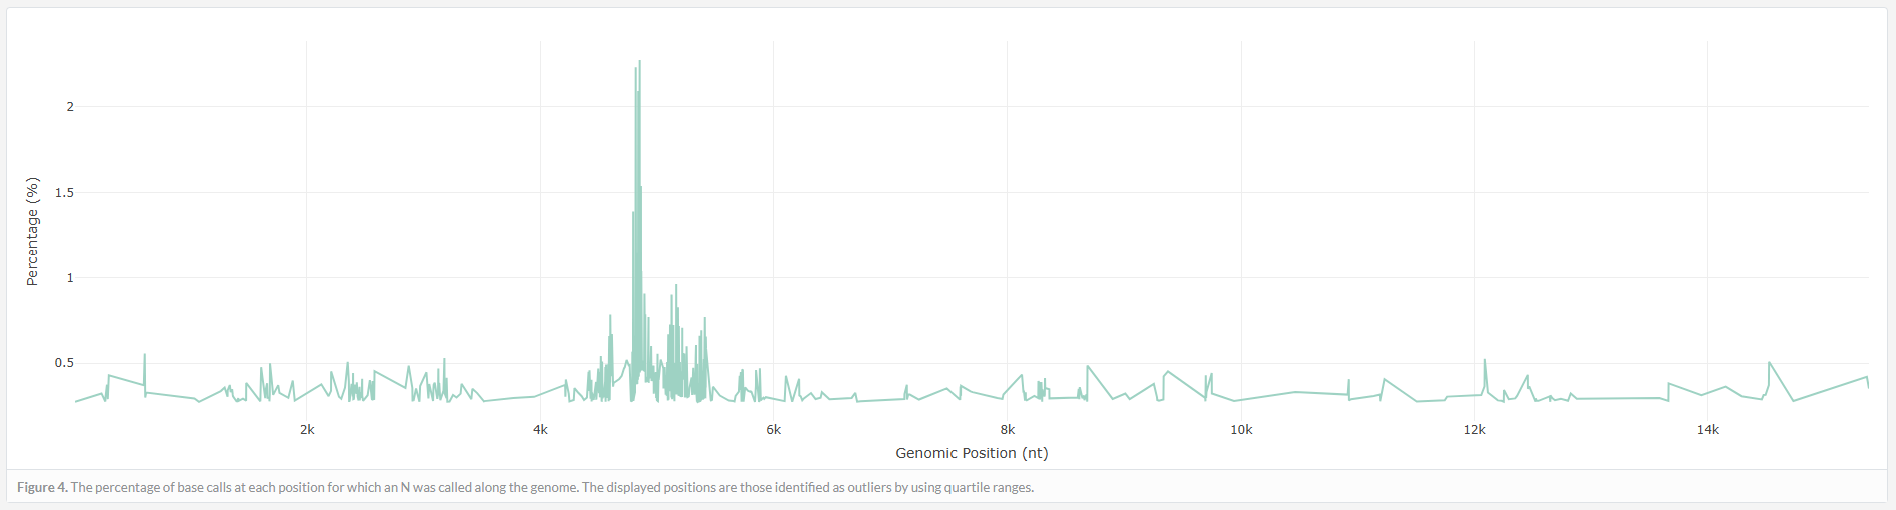 2
1.5
1
0.5
Percentage (%)
2k 4k 6k 8k 10k 12k 14k
Genomic Position (nt)
Figure 4. The percentage of base calls at each position for which an N was called along the genome. The displayed positions are those identified as outliers by using quartile ranges.